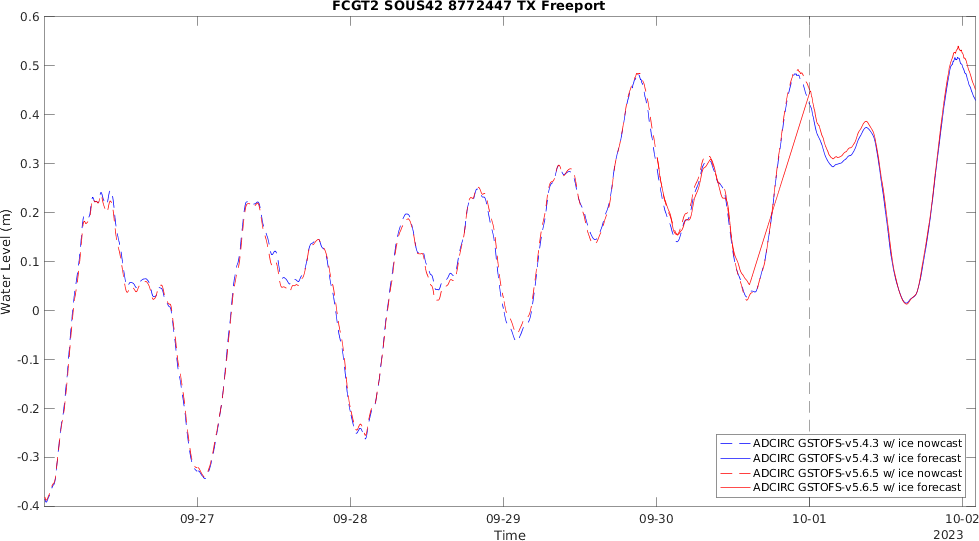 FCGT2 SOUS42 8772447 TX Freeport
0.6
0.5
0.4
0.3
0.2
0.1
0
-0.1
-0.2
-0.3
-0.4
Water Level (m)
09-27
09-28
09-29
09-30
10-01
10-02
Time
2023
ADCIRC GSTOFS-v5.4.3 w/ ice nowcast
ADCIRC GSTOFS-v5.4.3 w/ ice forecast
ADCIRC GSTOFS-v5.6.5 w/ ice nowcast
ADCIRC GSTOFS-v5.6.5 w/ ice forecast